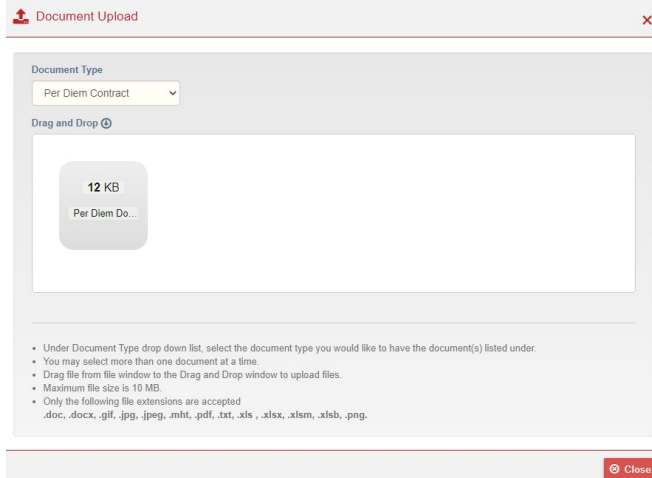 Document Upload
Document Type
Per Diem Contract
Drag and Drop
12 KB
Per Diem Do...
• Under Document Type drop down list, select the document type you would like to have the document(s) listed under.
• You may select more than one document at a time.
• Drag file from file window to the Drag and Drop window to upload files.
• Maximum file size is 10 MB.
• Only the following file extensions are accepted
.doc, .docx, .gif, .jpg, .jpeg, .mht, .pdf, .txt, .xls , .xlsx, .xlsm, .xlsb, .png.
Close